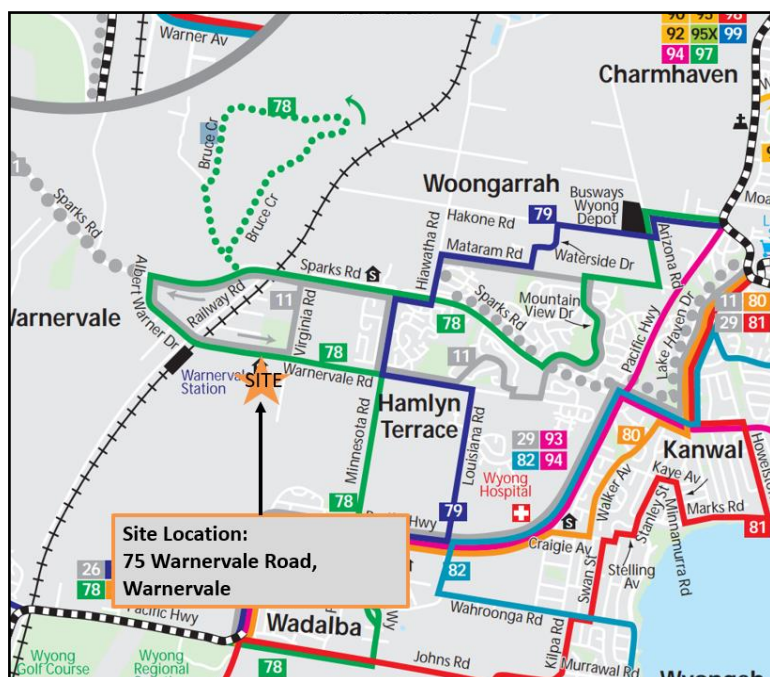 90 95 98
92 95X 99
94 97
Warner Av
Charmhaven
78
Bruce Cr
Bruce Cr
Sparks Rd
Woongarrah
Busways
Wyong
Depot
79
Hakone Rd
Mataram Rd
Waterside Dr
Arizona Rd
Hiawatha Rd
Sparks Rd
S
Albert Warner Dr
Railway Rd
11
Virginia Rd
Sparks Rd
Mountain
View Dr
Pacific Hwy
Lake Haven Dr
11 80
29 81
Warnervale
78
78
Warnervale Rd
11
SITE
Station
Hamlyn
Terrace
Minnesota Rd
Louisiana Rd
29 93
82 94
80
Kanwal
Howelston
Wyong
Hospital
Walker Av
Kaye Av
Stanley St
Minnamurra Rd
Marks Rd
81
78
79
Hwy
S
Craigie Av
Swan St
Stelling
Av
Site Location:
75 Warnervale Road,
Warnervale
26
78
Pacific Hwy
82
Wahroonga Rd
Wadalba
Kilpa Rd
Murrawal Rd
Wyong
Golf Course
Wyong
Regional
78
Johns Rd